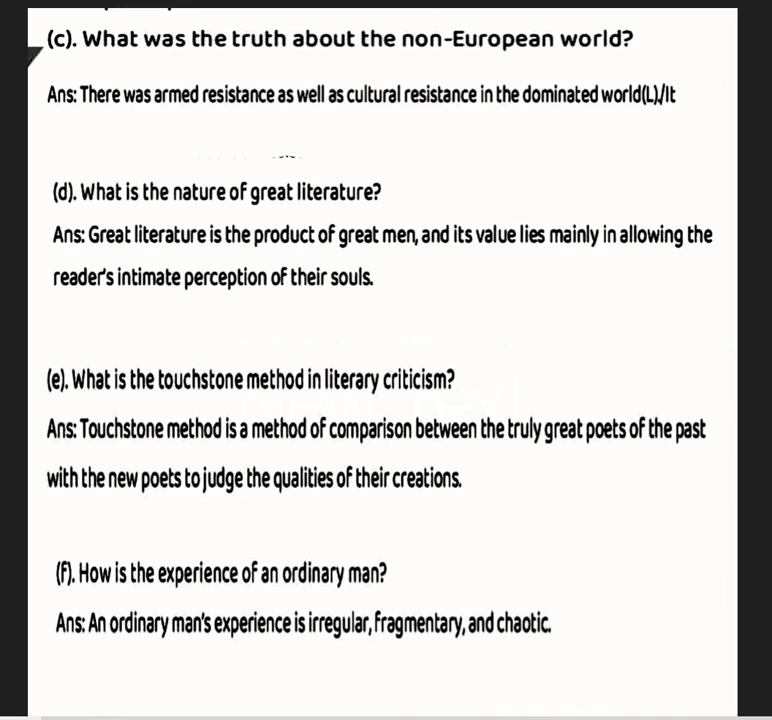 (c). What was the truth about the non-European world?
Ans: There was armed resistance as well as cultural resistance in the dominated world(L)/It
(d). What is the nature of great literature?
Ans: Great literature is the product of great men, and its value lies mainly in allowing the
reader's intimate perception of their souls.
(e). What is the touchstone method in literary criticism?
Ans: Touchstone method is a method of comparison between the truly great poets of the past
with the new poets to judge the qualities of their creations.
(f). How is the experience of an ordinary man?
Ans: An ordinary man's experience is irregular, fragmentary, and chaotic.